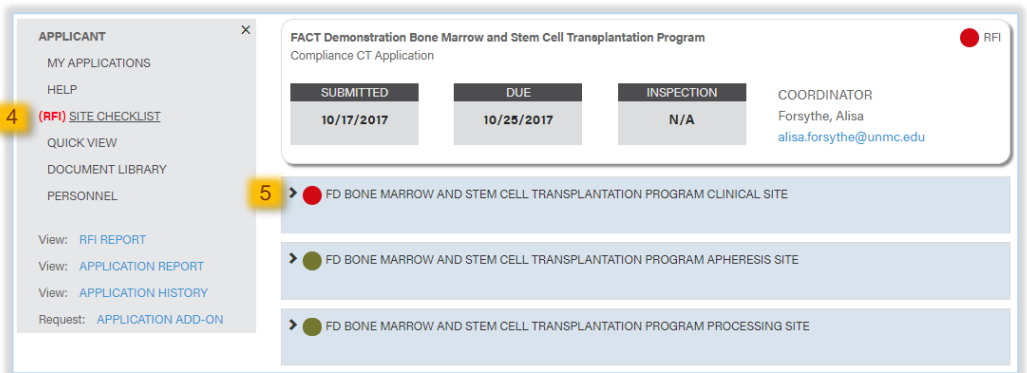 APPLICANT
×
MY APPLICATIONS
HELP
4
(RFI) SITE CHECKLIST
QUICK VIEW
DOCUMENT LIBRARY
PERSONNEL
View: RFI REPORT
View: APPLICATION REPORT
View: APPLICATION HISTORY
Request: APPLICATION ADD-ON
FACT Demonstration Bone Marrow and Stem Cell Transplantation Program
RFI
Compliance CT Application
SUBMITTED
10/17/2017
DUE
10/25/2017
INSPECTION
N/A
COORDINATOR
Forsythe, Alisa
alisa.forsythe@unmc.edu
5
FD BONE MARROW AND STEM CELL TRANSPLANTATION PROGRAM CLINICAL SITE
FD BONE MARROW AND STEM CELL TRANSPLANTATION PROGRAM APHERESIS SITE
FD BONE MARROW AND STEM CELL TRANSPLANTATION PROGRAM PROCESSING SITE